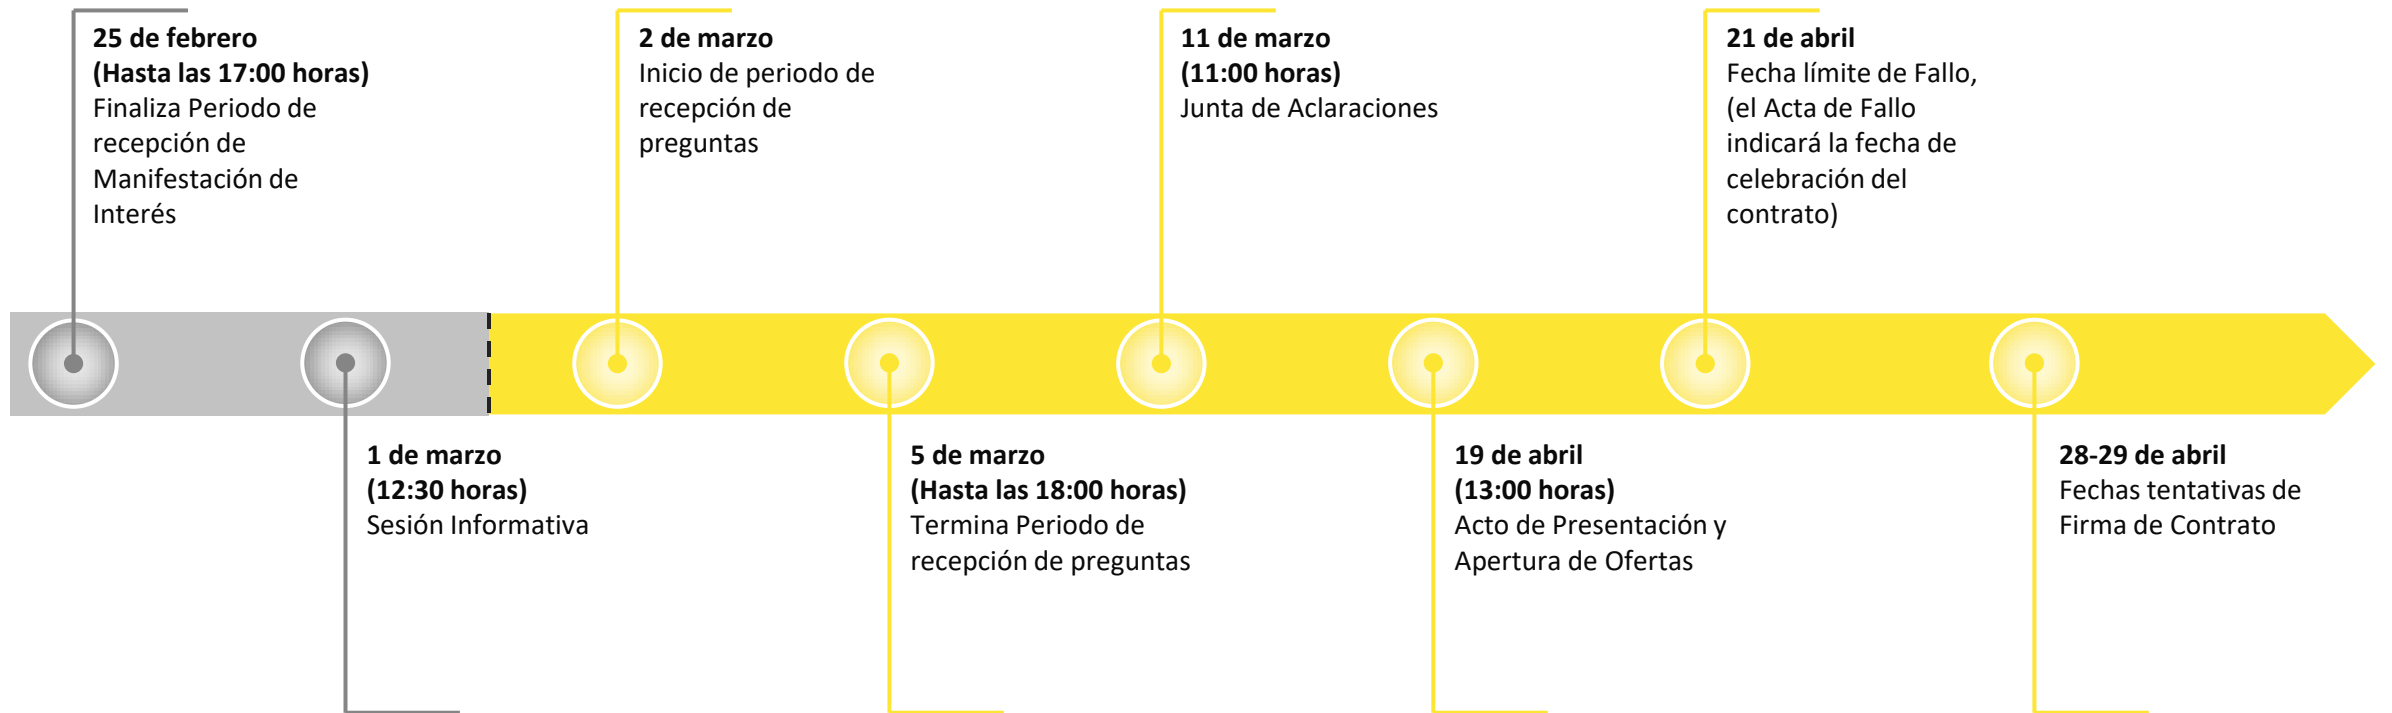 25 de febrero
(Hasta las 17:00 horas)
Finaliza Periodo de
recepción de
Manifestación de
Interés
2 de marzo
Inicio de periodo de
recepción de
preguntas
11 de marzo
(11:00 horas)
Junta de Aclaraciones
21 de abril
Fecha límite de Fallo,
(el Acta de Fallo
indicará la fecha de
celebración del
contrato)
1 de marzo
(12:30 horas)
Sesión Informativa
5 de marzo
(Hasta las 18:00 horas)
Termina Periodo de
recepción de preguntas
19 de abril
(13:00 horas)
Acto de Presentación y
Apertura de Ofertas
28-29 de abril
Fechas tentativas de
Firma de Contrato